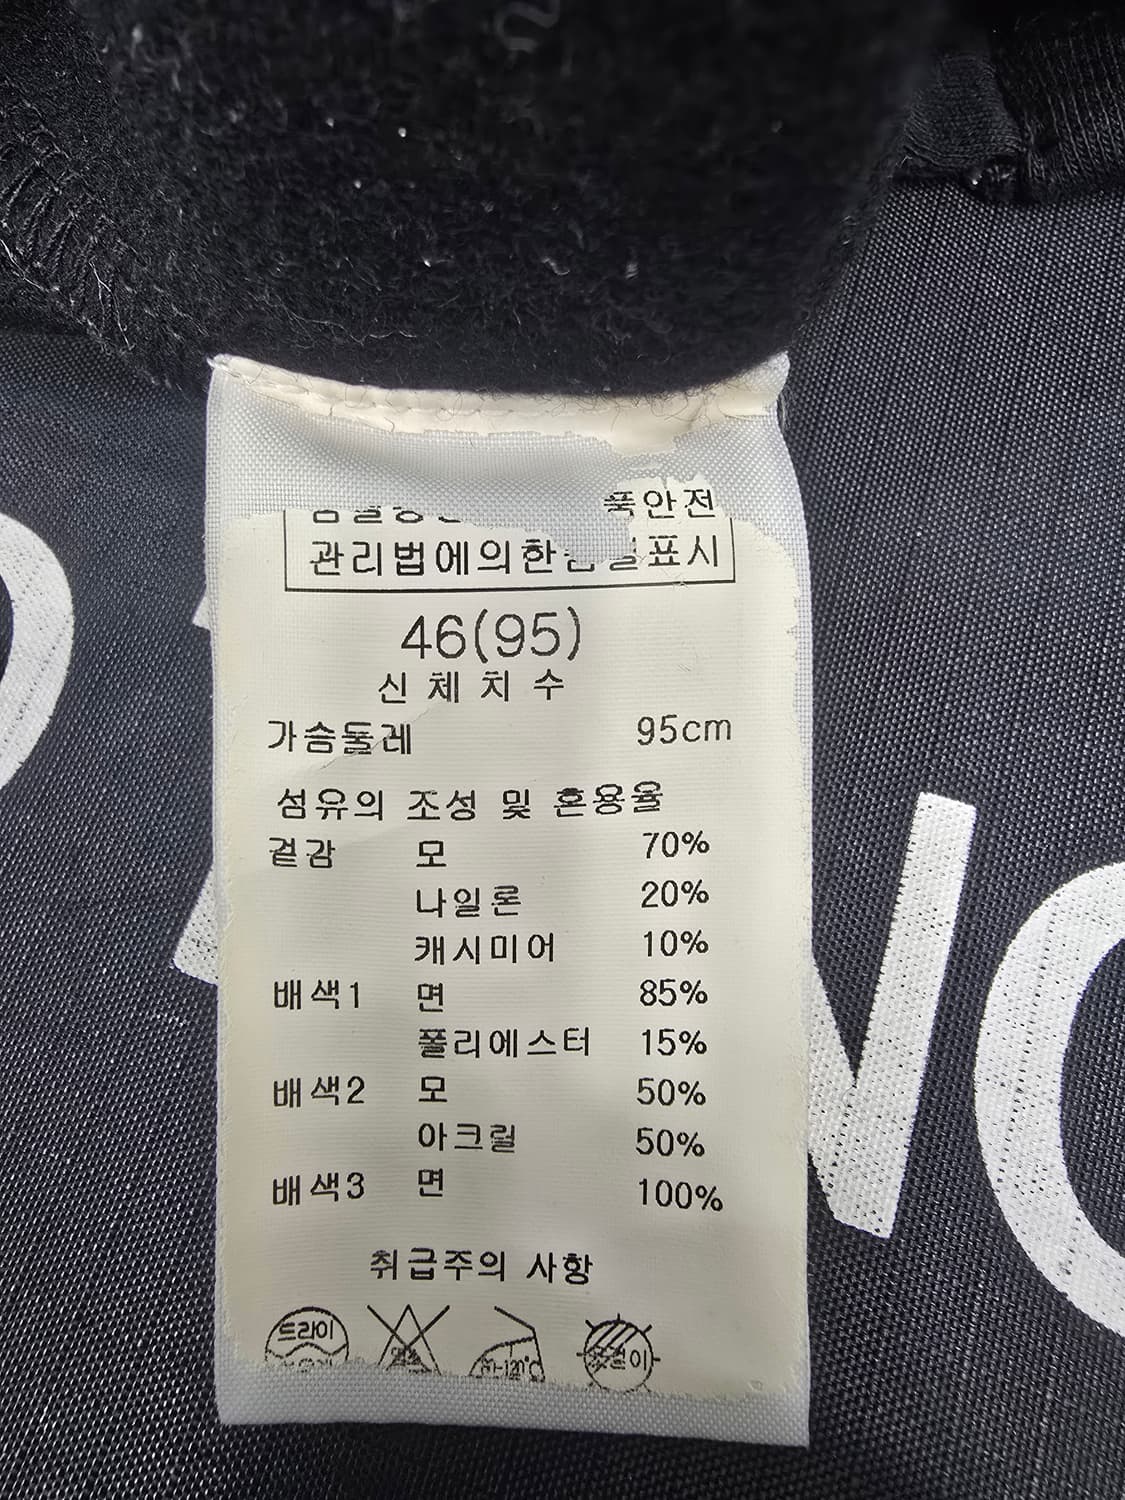 품안전
관리법에의한 표시
46(95)
신체치수
가슴둘레 95cm
섬유의 조성 및 혼용율
겉감 모 70%
나일론 20%
캐시미어 10%
배색1 면 85%
폴리에스터 15%
배색2 모 50%
아크릴 50%
배색3 면 100%
취급주의 사항
드라이